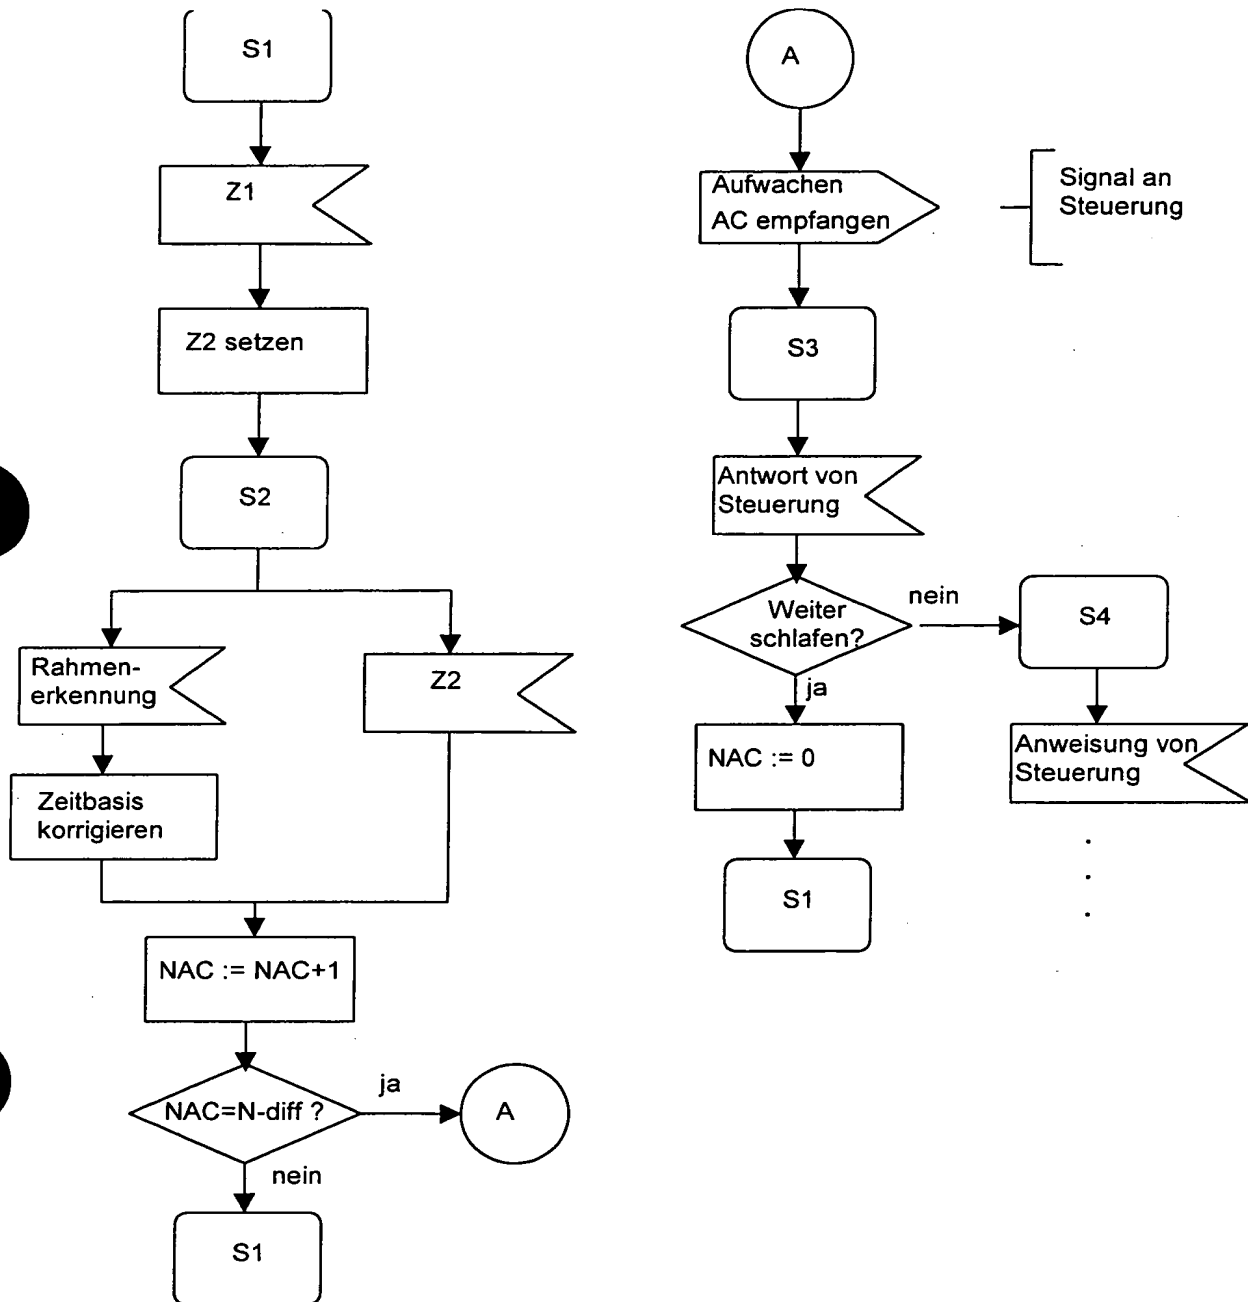 S1
Z1
Z2 setzen
S2
Rahmen-
erkennung
Z2
Zeitbasis
korrigieren
NAC := NAC+1
NAC=N-diff ?
ja
A
nein
S1
A
Aufwachen
AC empfangen
Signal an
Steuerung
S3
Antwort von
Steuerung
Weiter
schlafen?
nein
S4
ja
NAC := 0
Anweisung von
Steuerung
S1